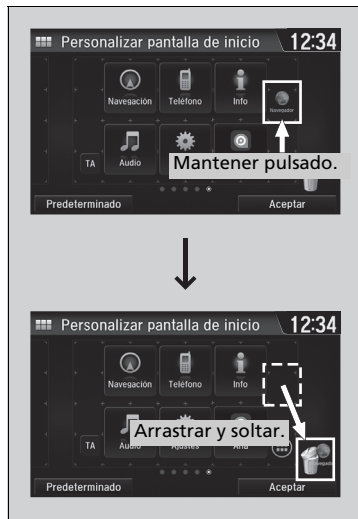 Personalizar pantalla de inicio 12:34
Navegación Teléfono Info
Navegador
Mantener pulsado.
TA Audio
Predeterminado Aceptar
Personalizar pantalla de inicio 12:34
Navegación Teléfono Info
Arrastrar y soltar.
TA Audio Ajustes Aha
Predeterminado Aceptar